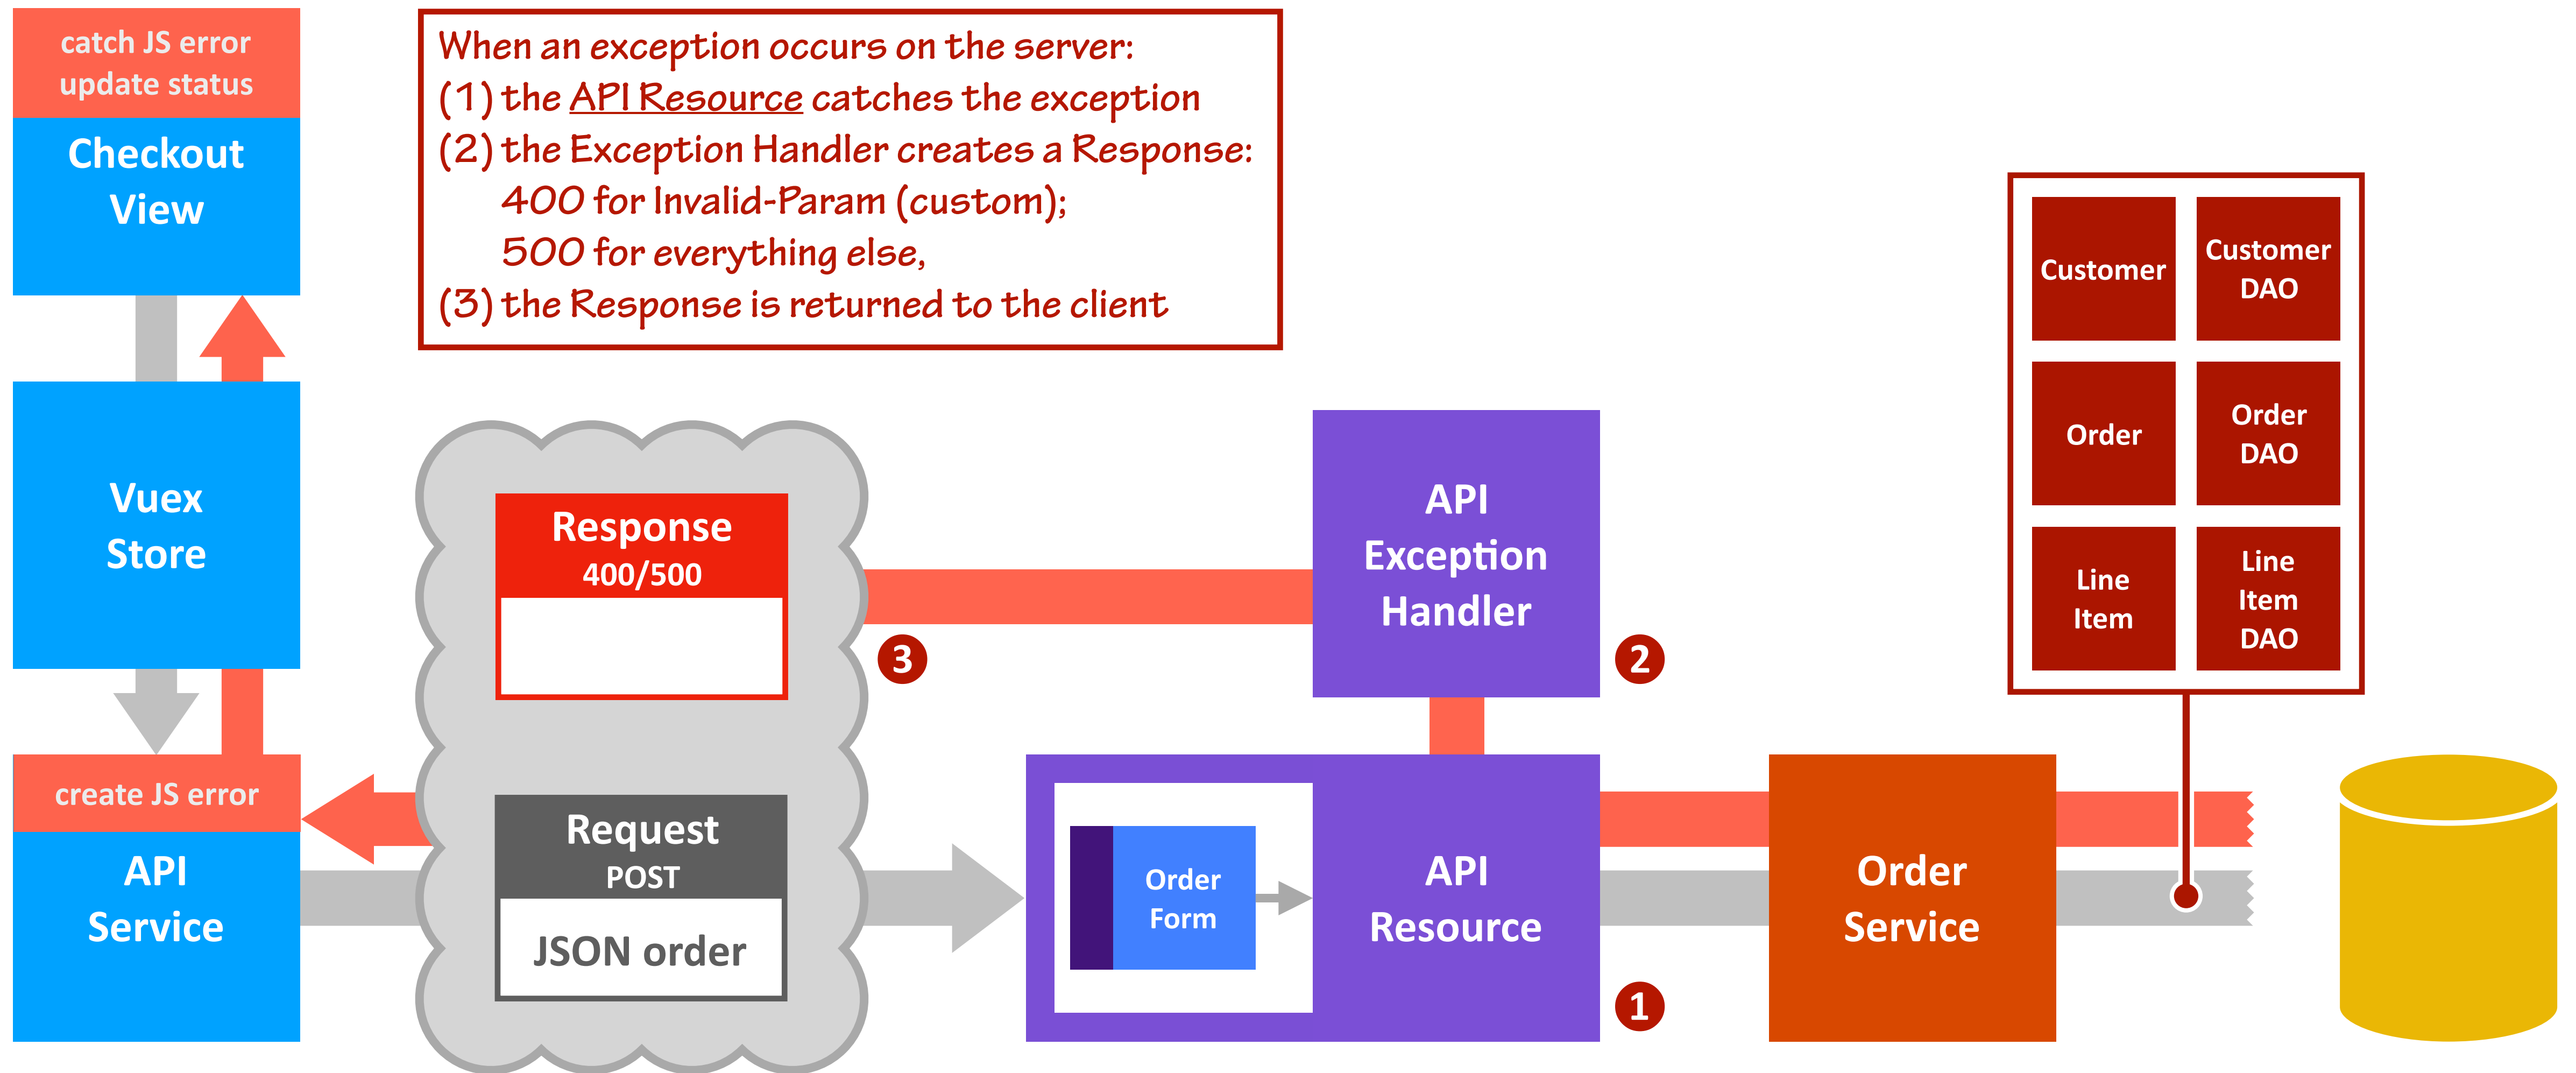 catch JS error
update status
Checkout
View
When an exception occurs on the server:
(1) the API Resource catches the exception
(2) the Exception Handler creates a Response:
400 for Invalid-Param (custom);
500 for everything else,
(3) the Response is returned to the client
Customer
Customer
DAO
Order
Order
DAO
Line
Item
Line
Item
DAO
Vuex
Store
Response
400/500
3
API
Exception
Handler
2
create JS error
API
Service
Request
POST
JSON order
Order
Form
API
Resource
1
Order
Service